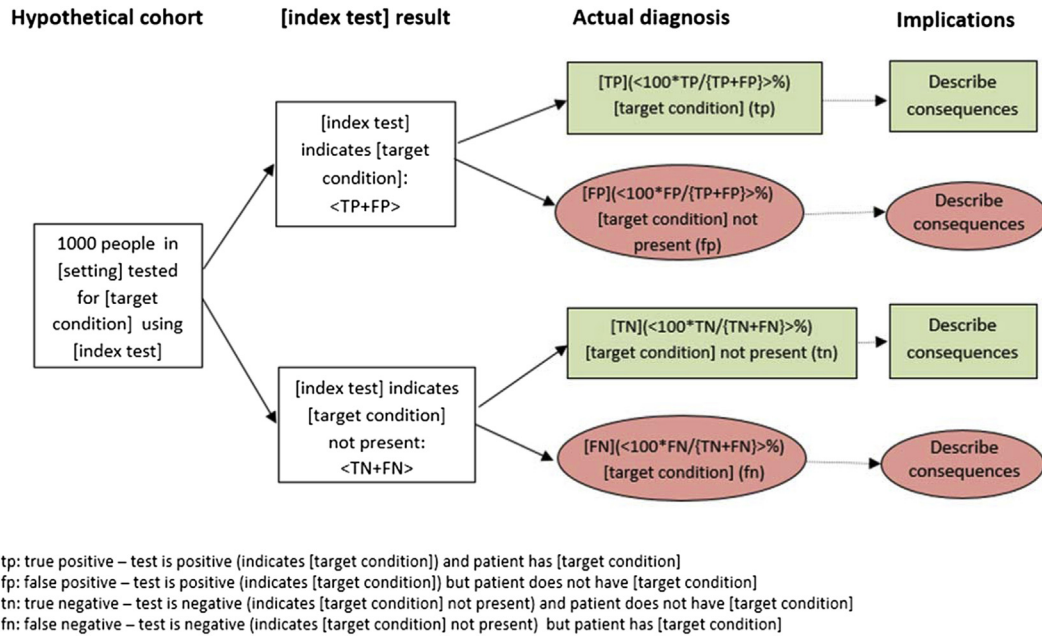 Hypothetical cohort
[index test] result
Actual diagnosis
Implications
1000 people in
[setting] tested
for [target
condition] using
[index test]
[index test]
indicates [target
condition]:
<TP+FP>
[index test] indicates
[target condition]
not present:
<TN+FN>
[TP](<100*TP/{TP+FP}>%)
[target condition] (tp)
Describe
consequences
[FP](<100*FP/{TP+FP}>%)
[target condition] not
present (fp)
Describe
consequences
[TN](<100*TN/{TN+FN}>%)
[target condition] not present (tn)
Describe
consequences
[FN](<100*FN/{TN+FN}>%)
[target condition] (fn)
Describe
consequences
tp: true positive – test is positive (indicates [target condition]) and patient has [target condition]
fp: false positive – test is positive (indicates [target condition]) but patient does not have [target condition]
tn: true negative – test is negative (indicates [target condition] not present) and patient does not have [target condition]
fn: false negative – test is negative (indicates [target condition] not present) but patient has [target condition]